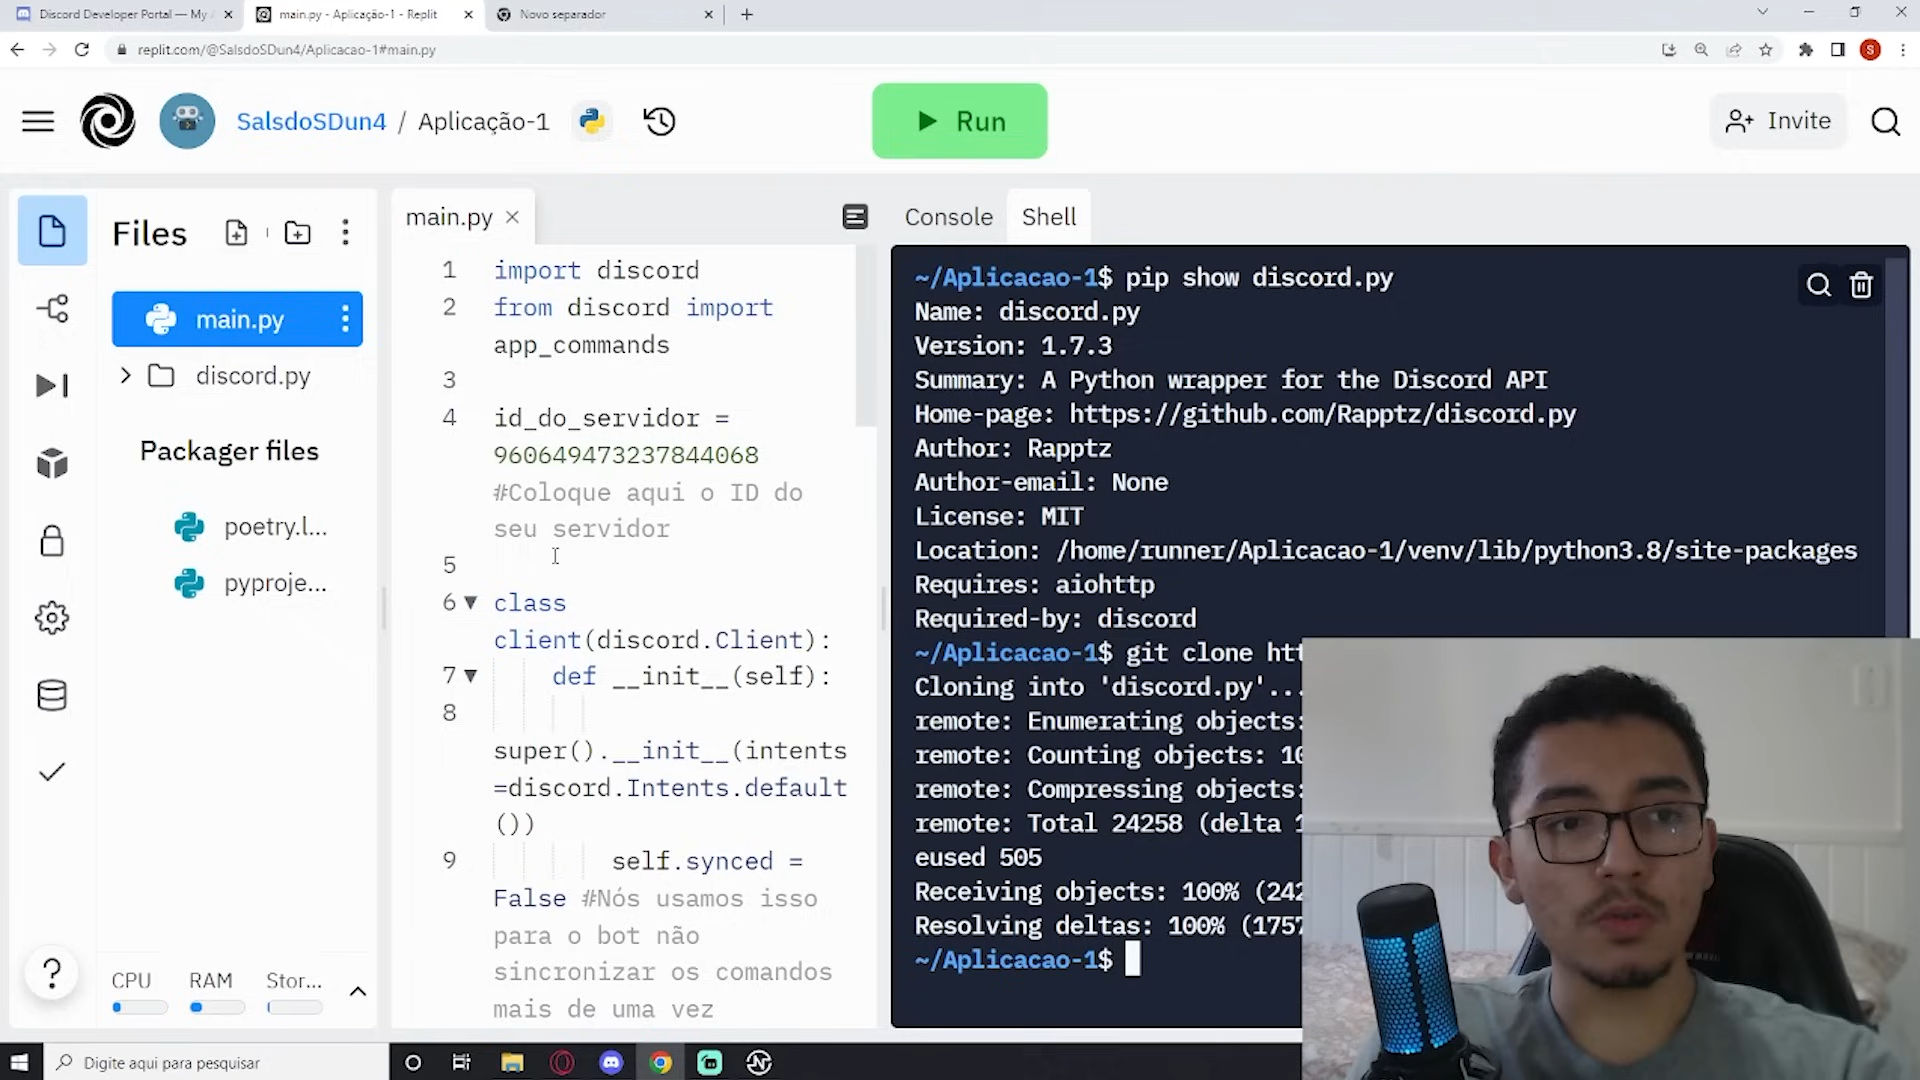 Discord Developer Portal — My
main.py - Aplicação-1 - Replit
Novo separador
replit.com/@SalsdoSDun4/Aplicacao-1#main.py
S
SalsdoSDun4 / Aplicação-1
Run
Invite
Files
main.py
discord.py
Packager files
poetry.l...
pyproje...
CPU
RAM
Stor...
main.py
1 import discord
2 from discord import
app_commands
3
4 id_do_servidor =
960649473237844068
#Coloque aqui o ID do
seu servidor
5
6 class
client(discord.Client):
7 def __init__(self):
8
super().__init__(intents
=discord.Intents.default
())
9 self.synced =
False #Nós usamos isso
para o bot não
sincronizar os comandos
mais de uma vez
Console
Shell
~/Aplicacao-1$ pip show discord.py
Name: discord.py
Version: 1.7.3
Summary: A Python wrapper for the Discord API
Home-page: https://github.com/Rapptz/discord.py
Author: Rapptz
Author-email: None
License: MIT
Location: /home/runner/Aplicacao-1/venv/lib/python3.8/site-packages
Requires: aiohttp
Required-by: discord
~/Aplicacao-1$ git clone htt
Cloning into 'discord.py'...
remote: Enumerating objects:
remote: Counting objects: 10
remote: Compressing objects:
remote: Total 24258 (delta 1
eused 505
Receiving objects: 100% (242
Resolving deltas: 100% (1757
~/Aplicacao-1$
Digite aqui para pesquisar